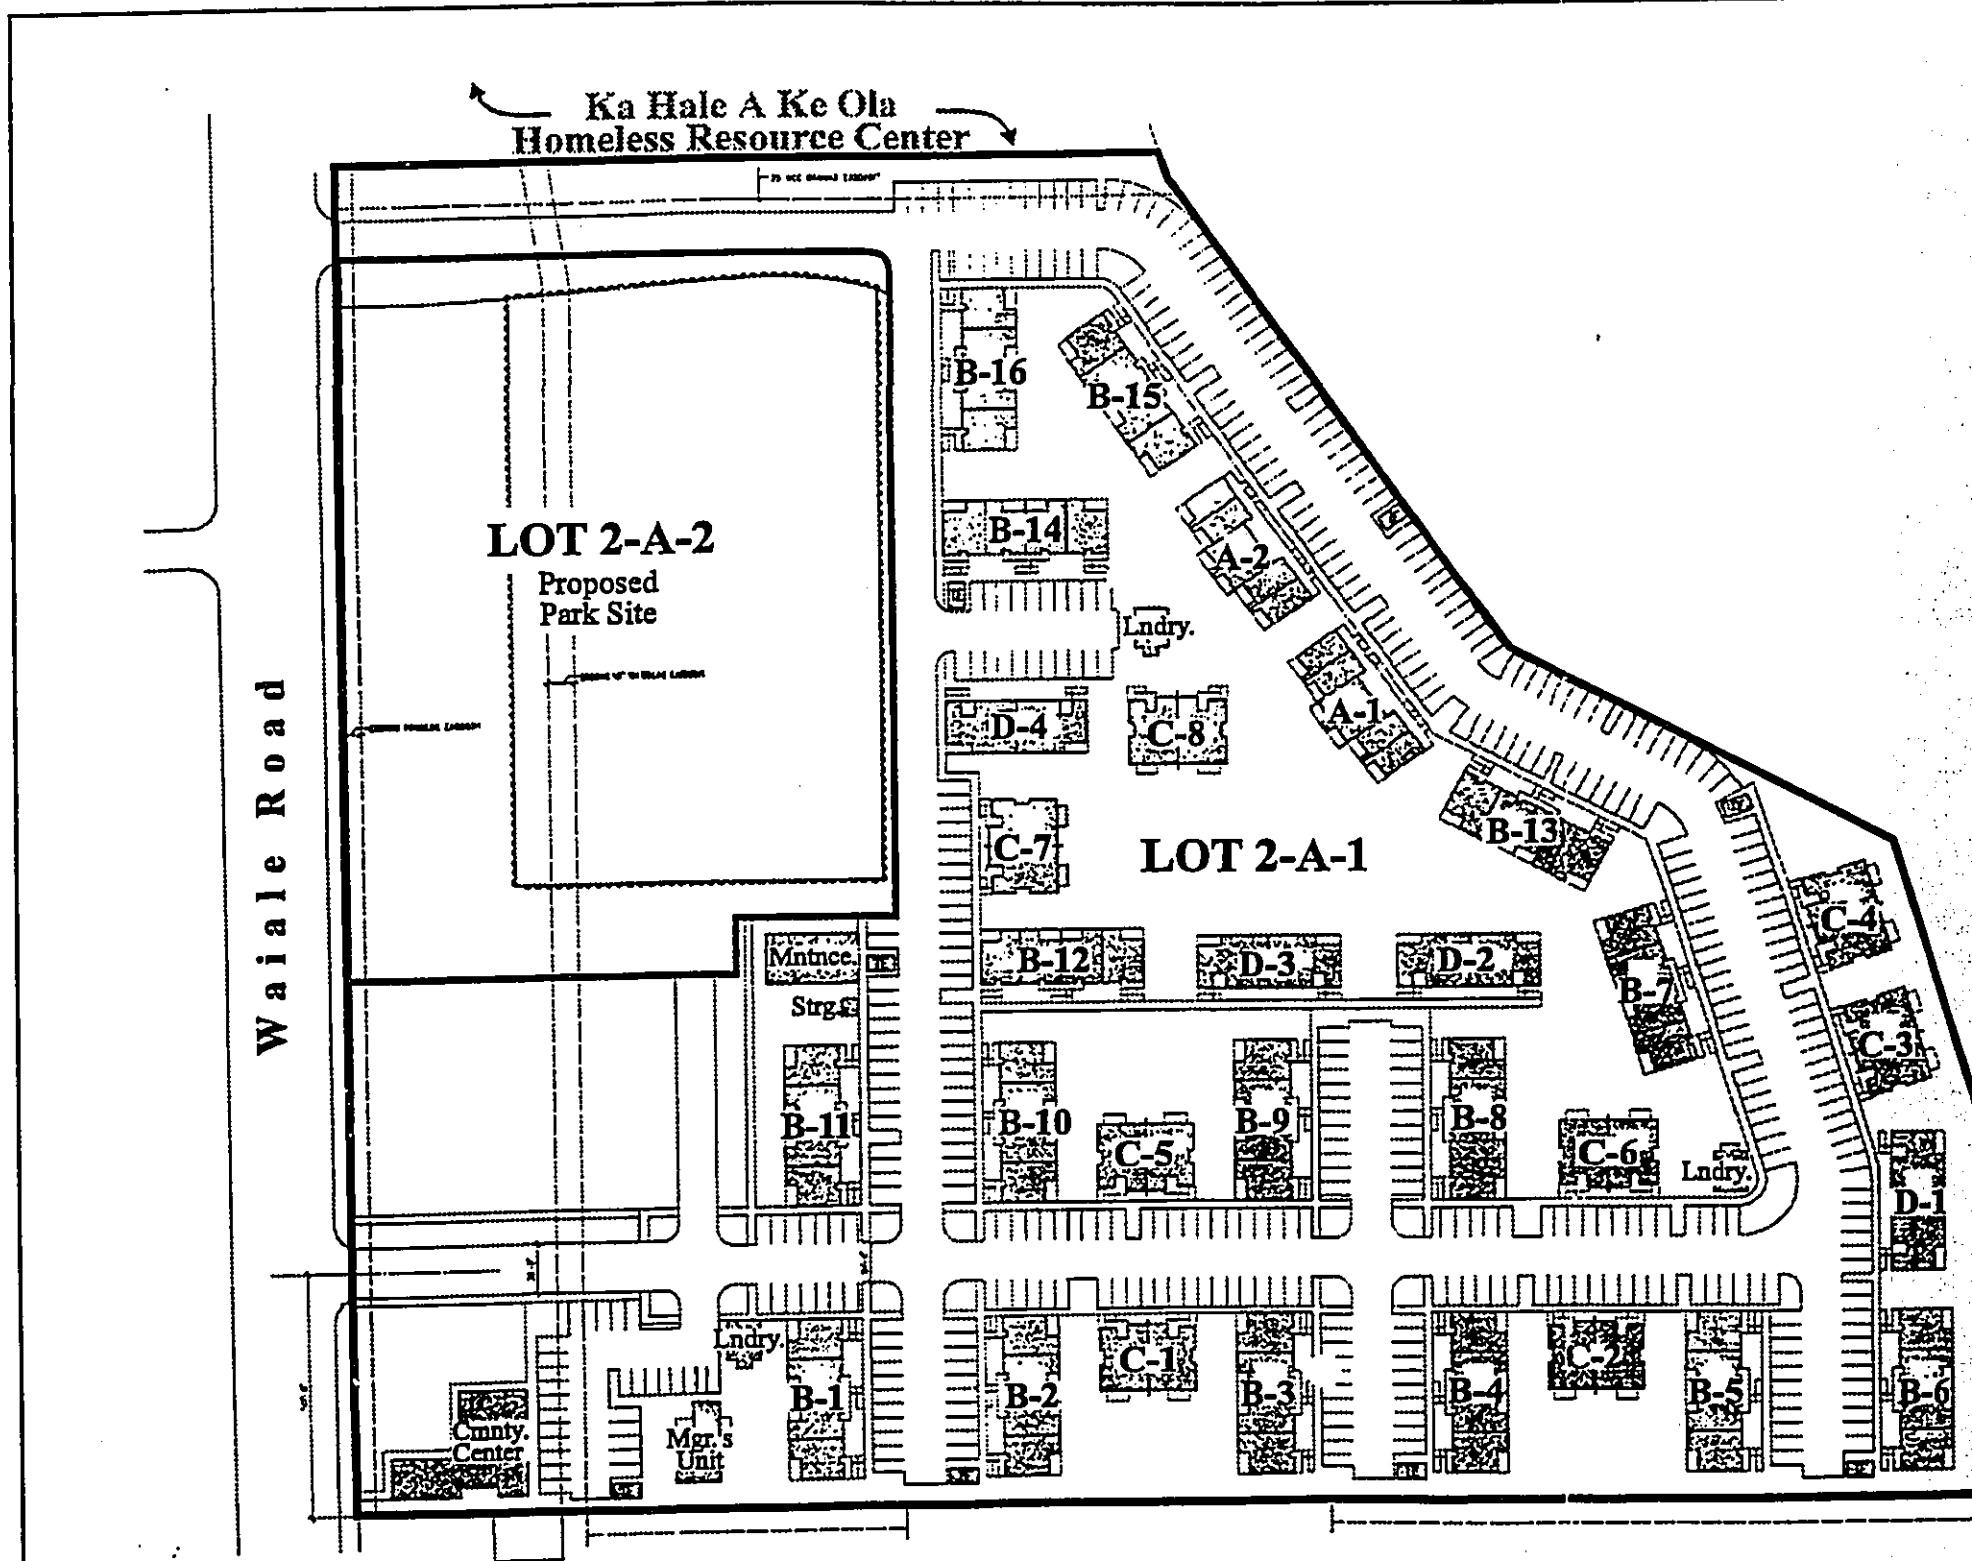 Ka Hale A Ke Ola
Homeless Resource Center
B-16
B-15
LOT 2-A-2
Proposed
Park Site
B-14
A-2
Lndry.
Waiale Road
D-4
C-8
A-1
B-13
C-7
LOT 2-A-1
C-4
Mntnce.
B-12
D-3
D-2
B-7
Strg.
C-3
B-11
B-10
C-5
B-9
B-8
C-6
Lndry.
D-1
Lndry.
B-1
B-2
C-1
B-3
B-4
C-2
B-5
B-6
Cmnty.
Center
Mgr.'s
Unit